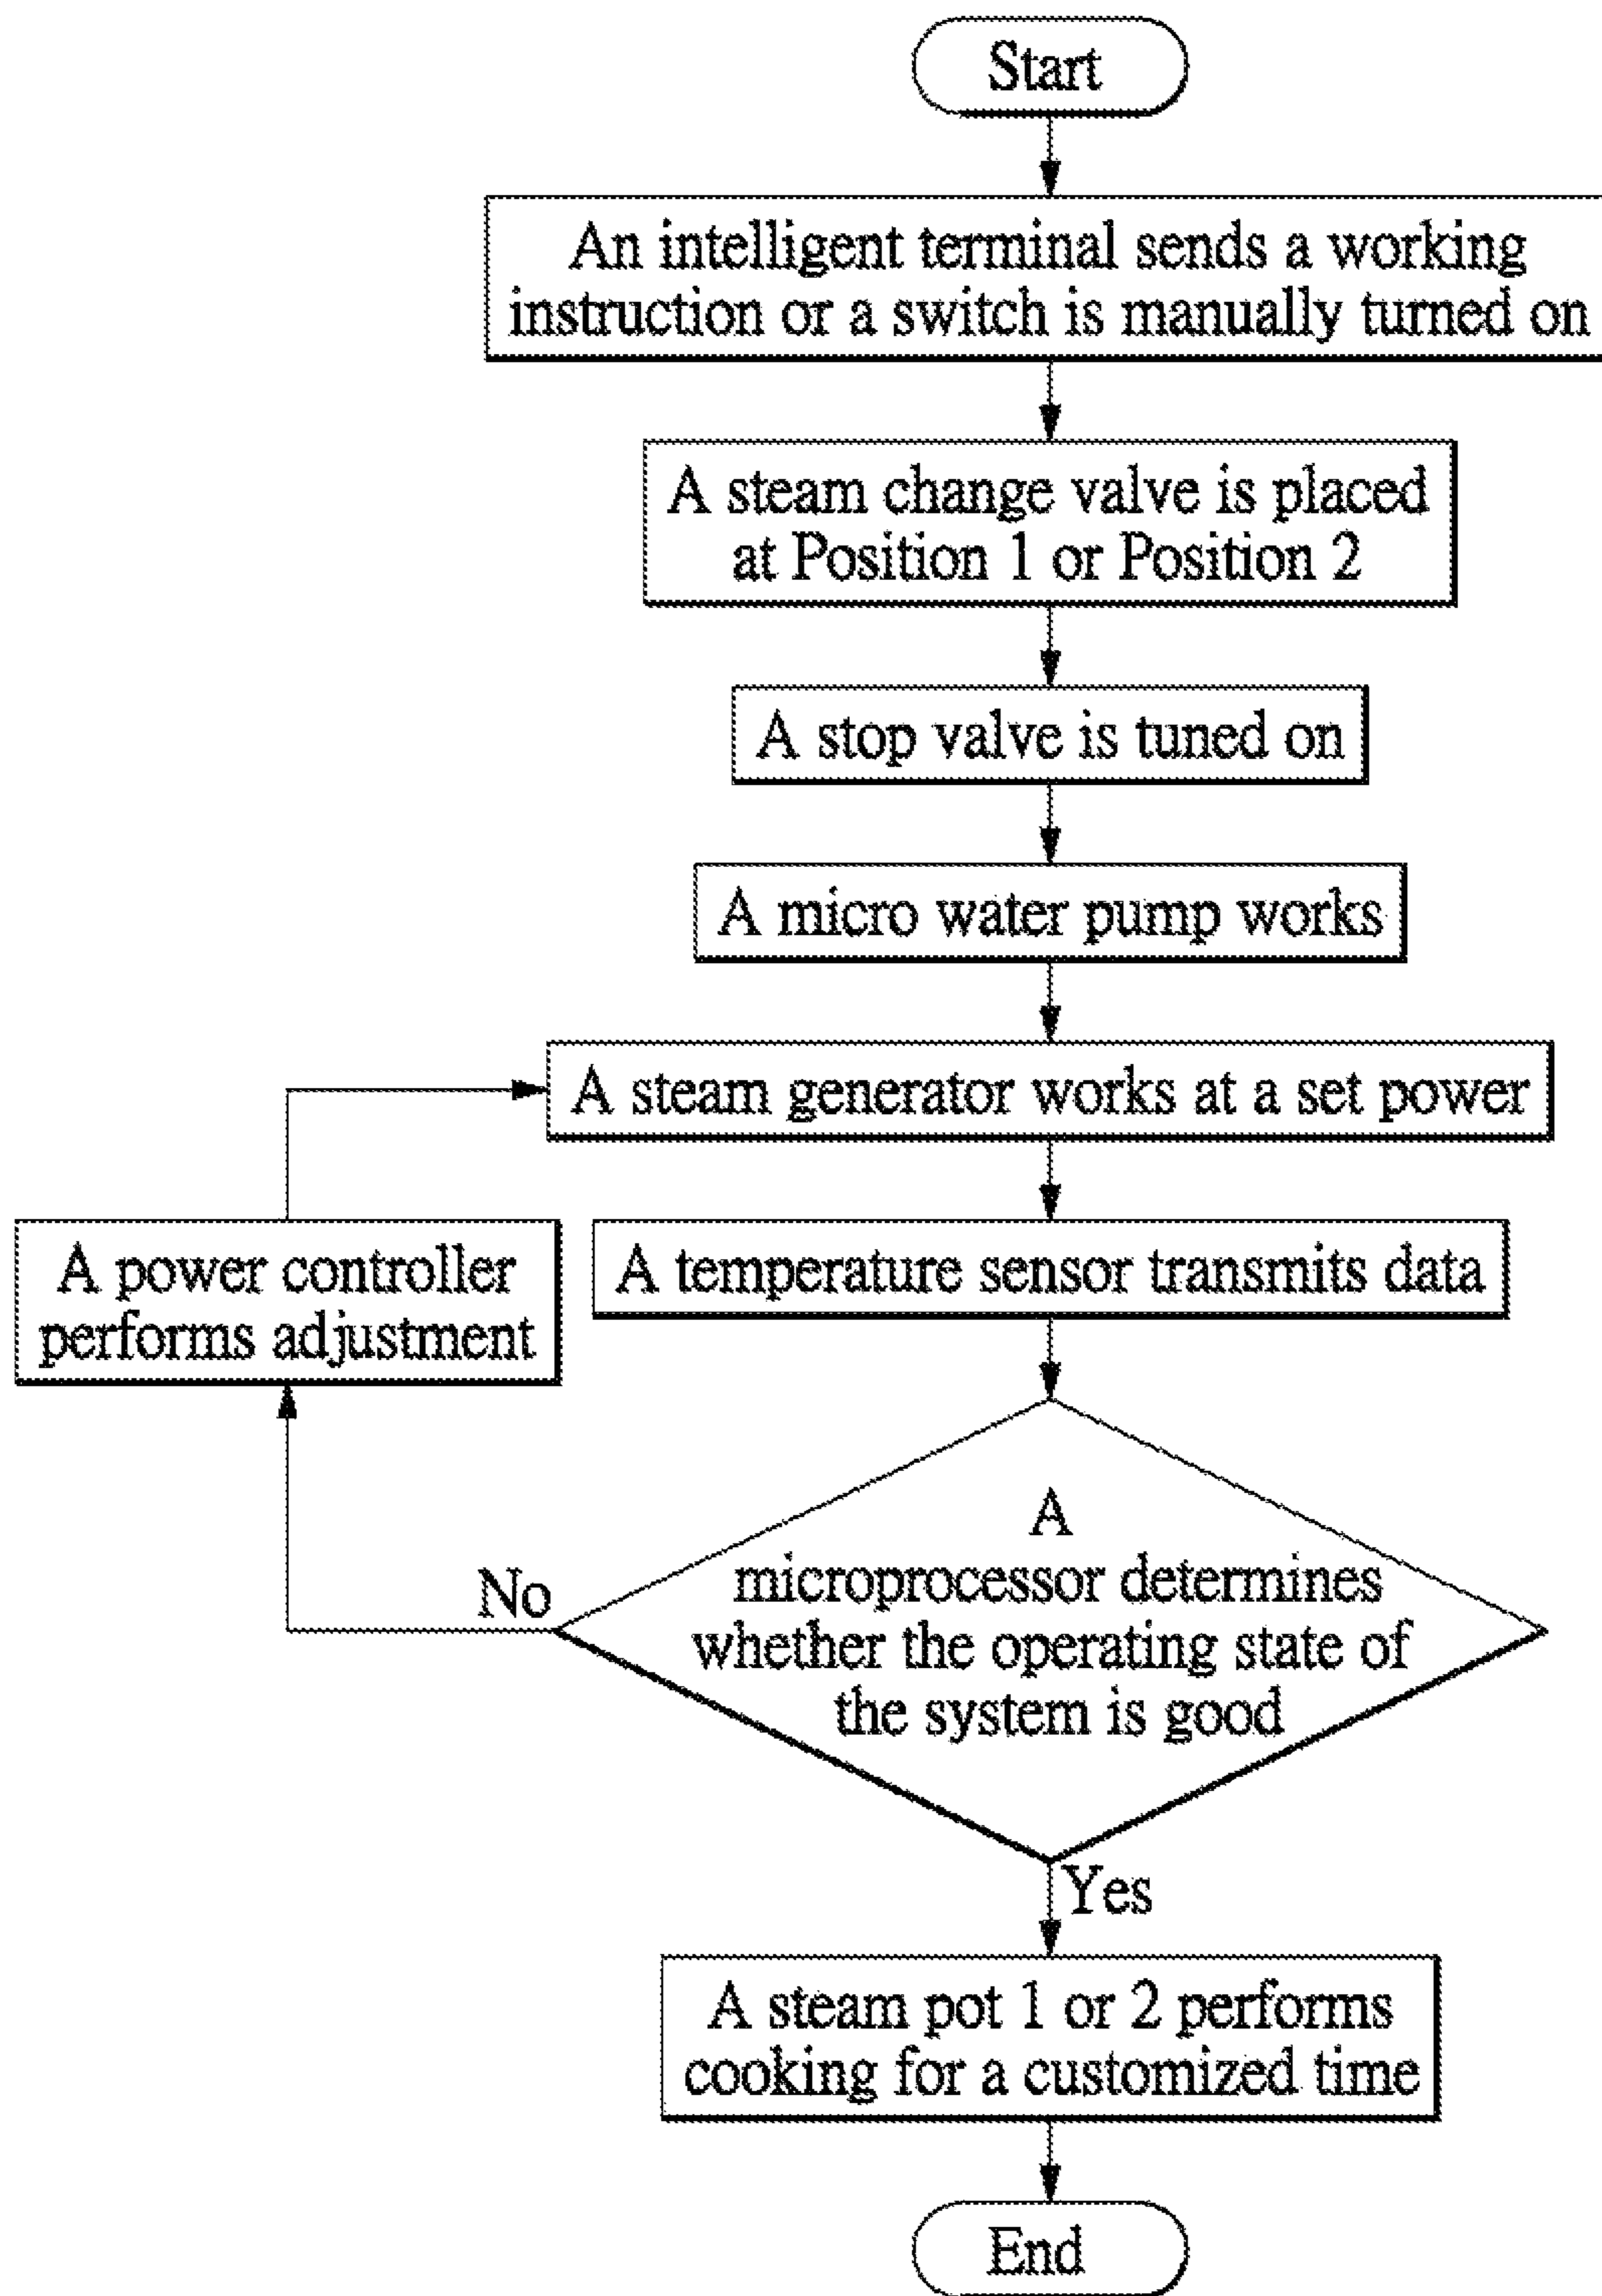 Start
An intelligent terminal sends a working
instruction or a switch is manually turned on
A steam change valve is placed
at Position 1 or Position 2
A stop valve is tuned on
A micro water pump works
A steam generator works at a set power
A power controller
performs adjustment
A temperature sensor transmits data
A
microprocessor determines
whether the operating state of
the system is good
No
Yes
A steam pot 1 or 2 performs
cooking for a customized time
End